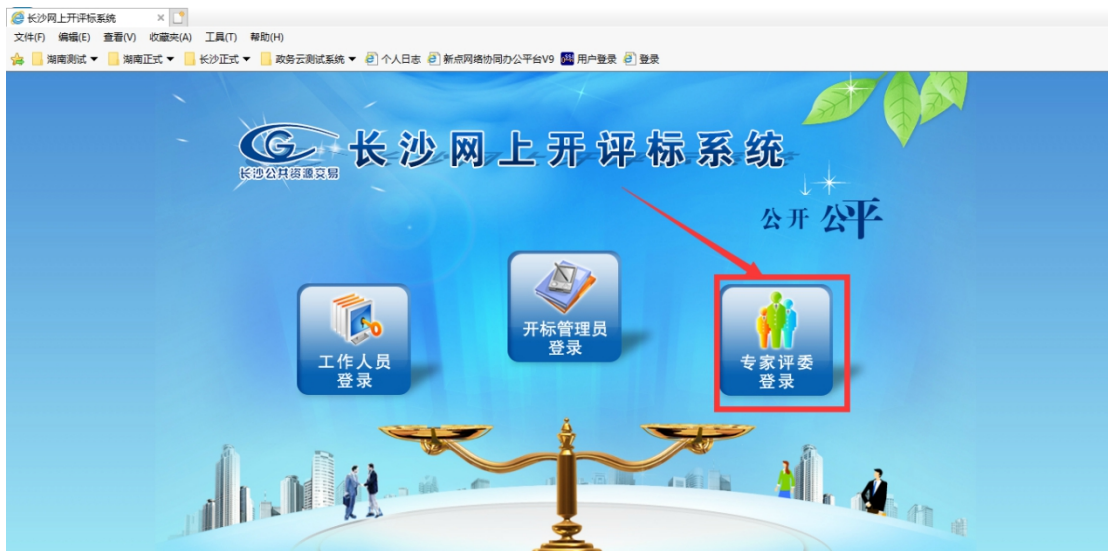 长沙网上开评标系统
文件(F) 编辑(E) 查看(V) 收藏夹(A) 工具(T) 帮助(H)
湖南测试 湖南正式 长沙正式 政务云测试系统 个人日志 新点网络协同办公平台V9 用户登录 登录
长沙网上开评标系统
长沙公共资源交易
公开 公平
开标管理员
登录
工作人员
登录
专家评委
登录